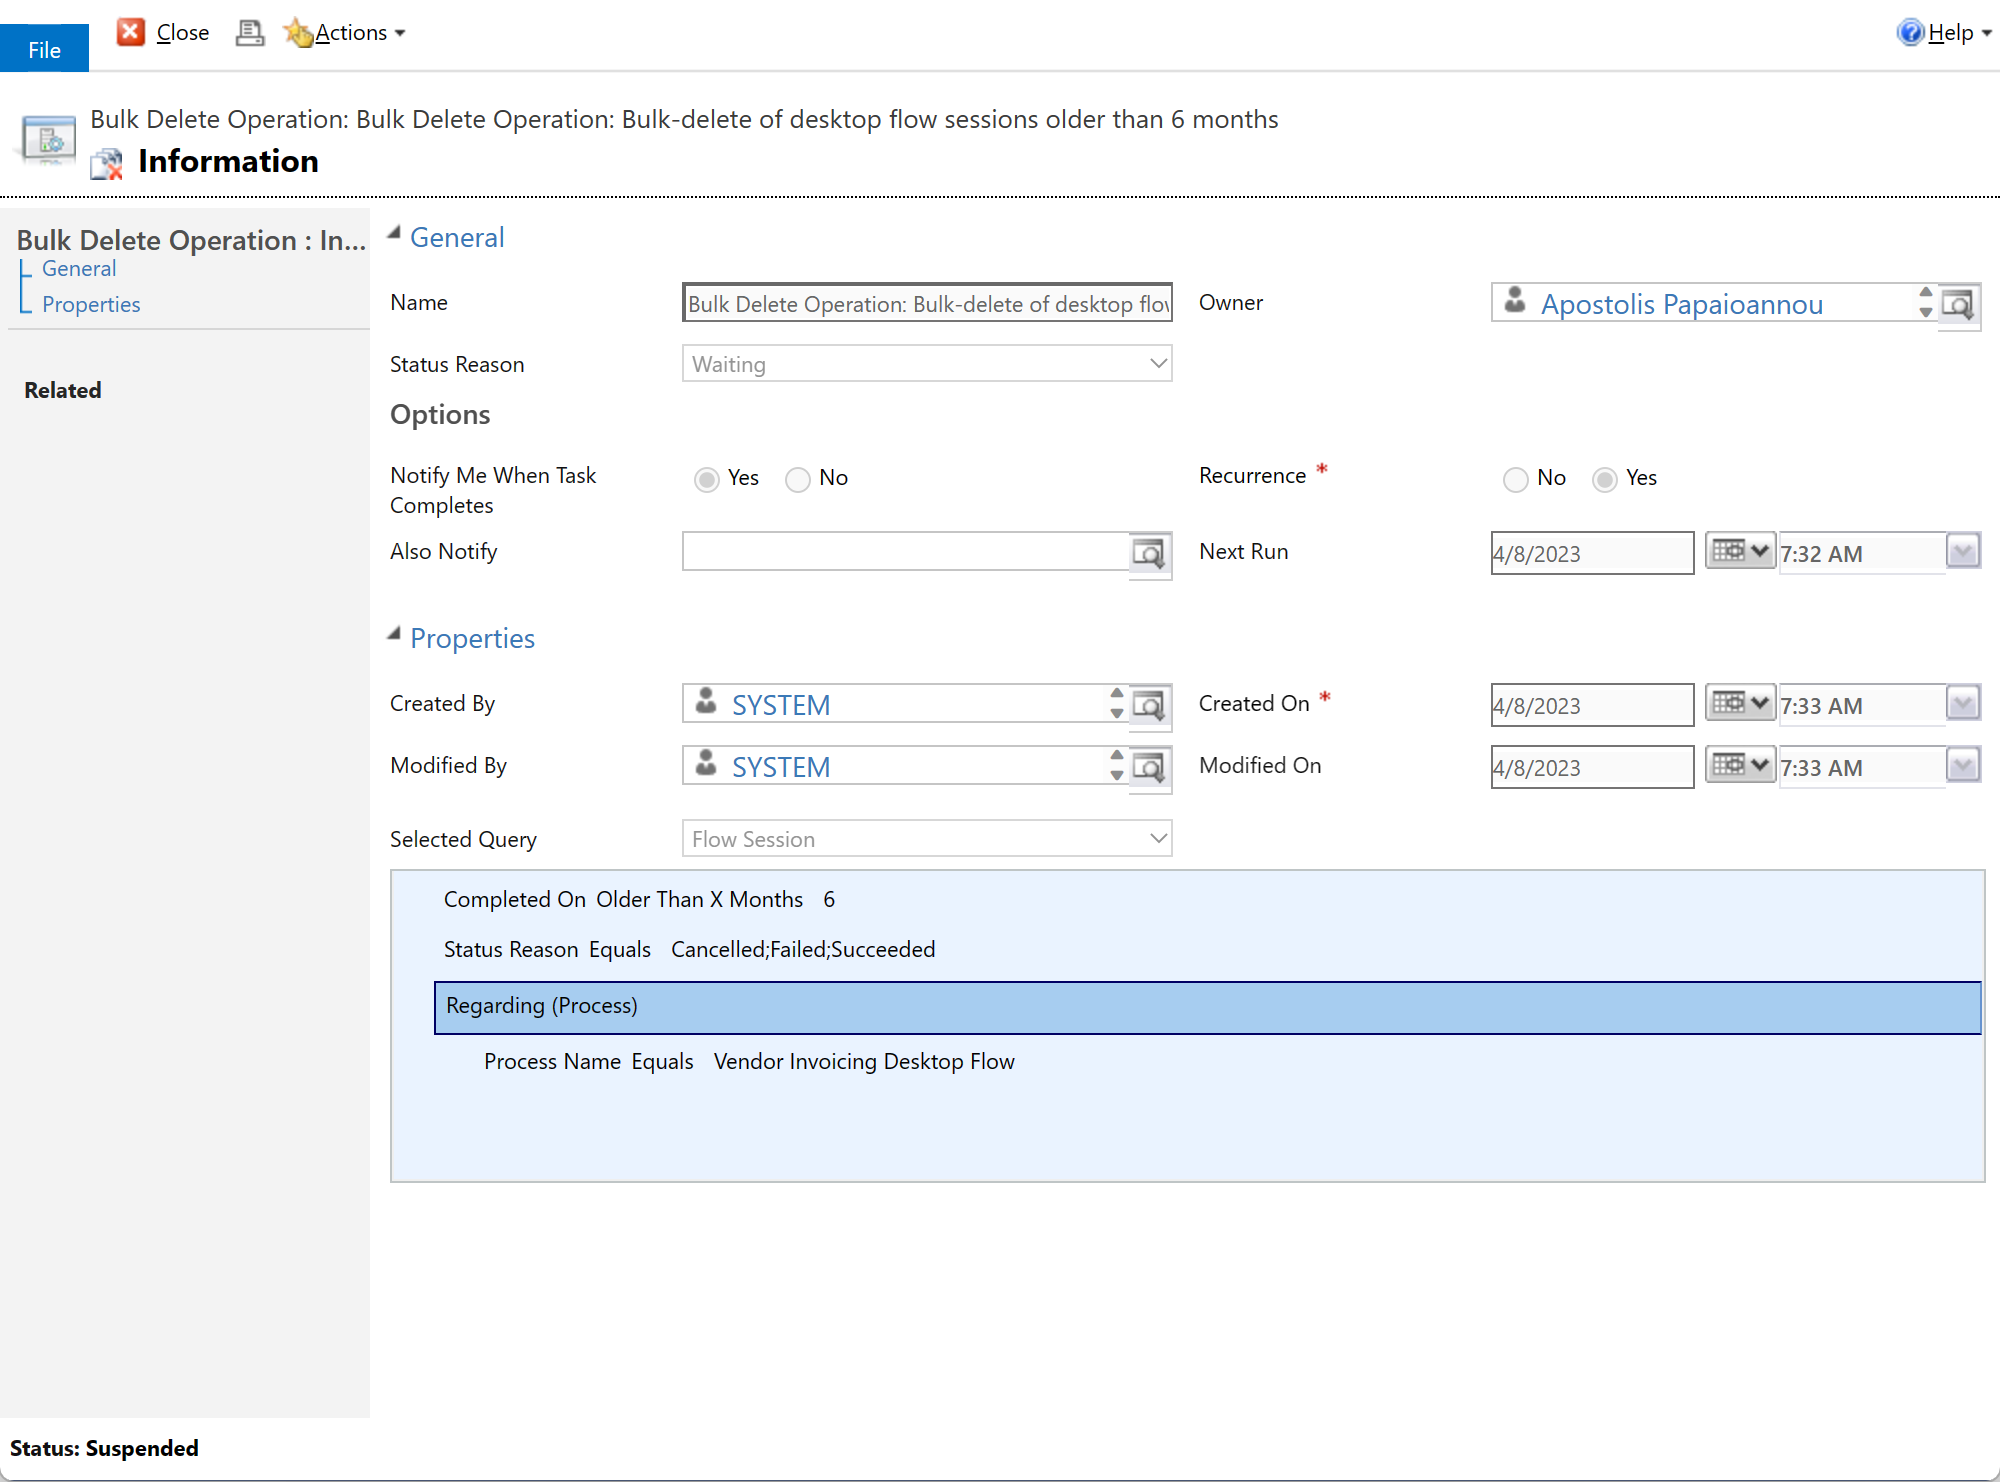 File
Close
Actions
Help
Bulk Delete Operation: Bulk Delete Operation: Bulk-delete of desktop flow sessions older than 6 months
Information
Bulk Delete Operation : In...
General
Properties
Related
General
Name
Bulk Delete Operation: Bulk-delete of desktop flov
Owner
Apostolis Papaioannou
Status Reason
Waiting
Options
Notify Me When Task
Completes
Yes
No
Recurrence *
No
Yes
Also Notify
Next Run
4/8/2023
7:32 AM
Properties
Created By
SYSTEM
Created On *
4/8/2023
7:33 AM
Modified By
SYSTEM
Modified On
4/8/2023
7:33 AM
Selected Query
Flow Session
Completed On Older Than X Months 6
Status Reason Equals Cancelled;Failed;Succeeded
Regarding (Process)
Process Name Equals Vendor Invoicing Desktop Flow
Status: Suspended